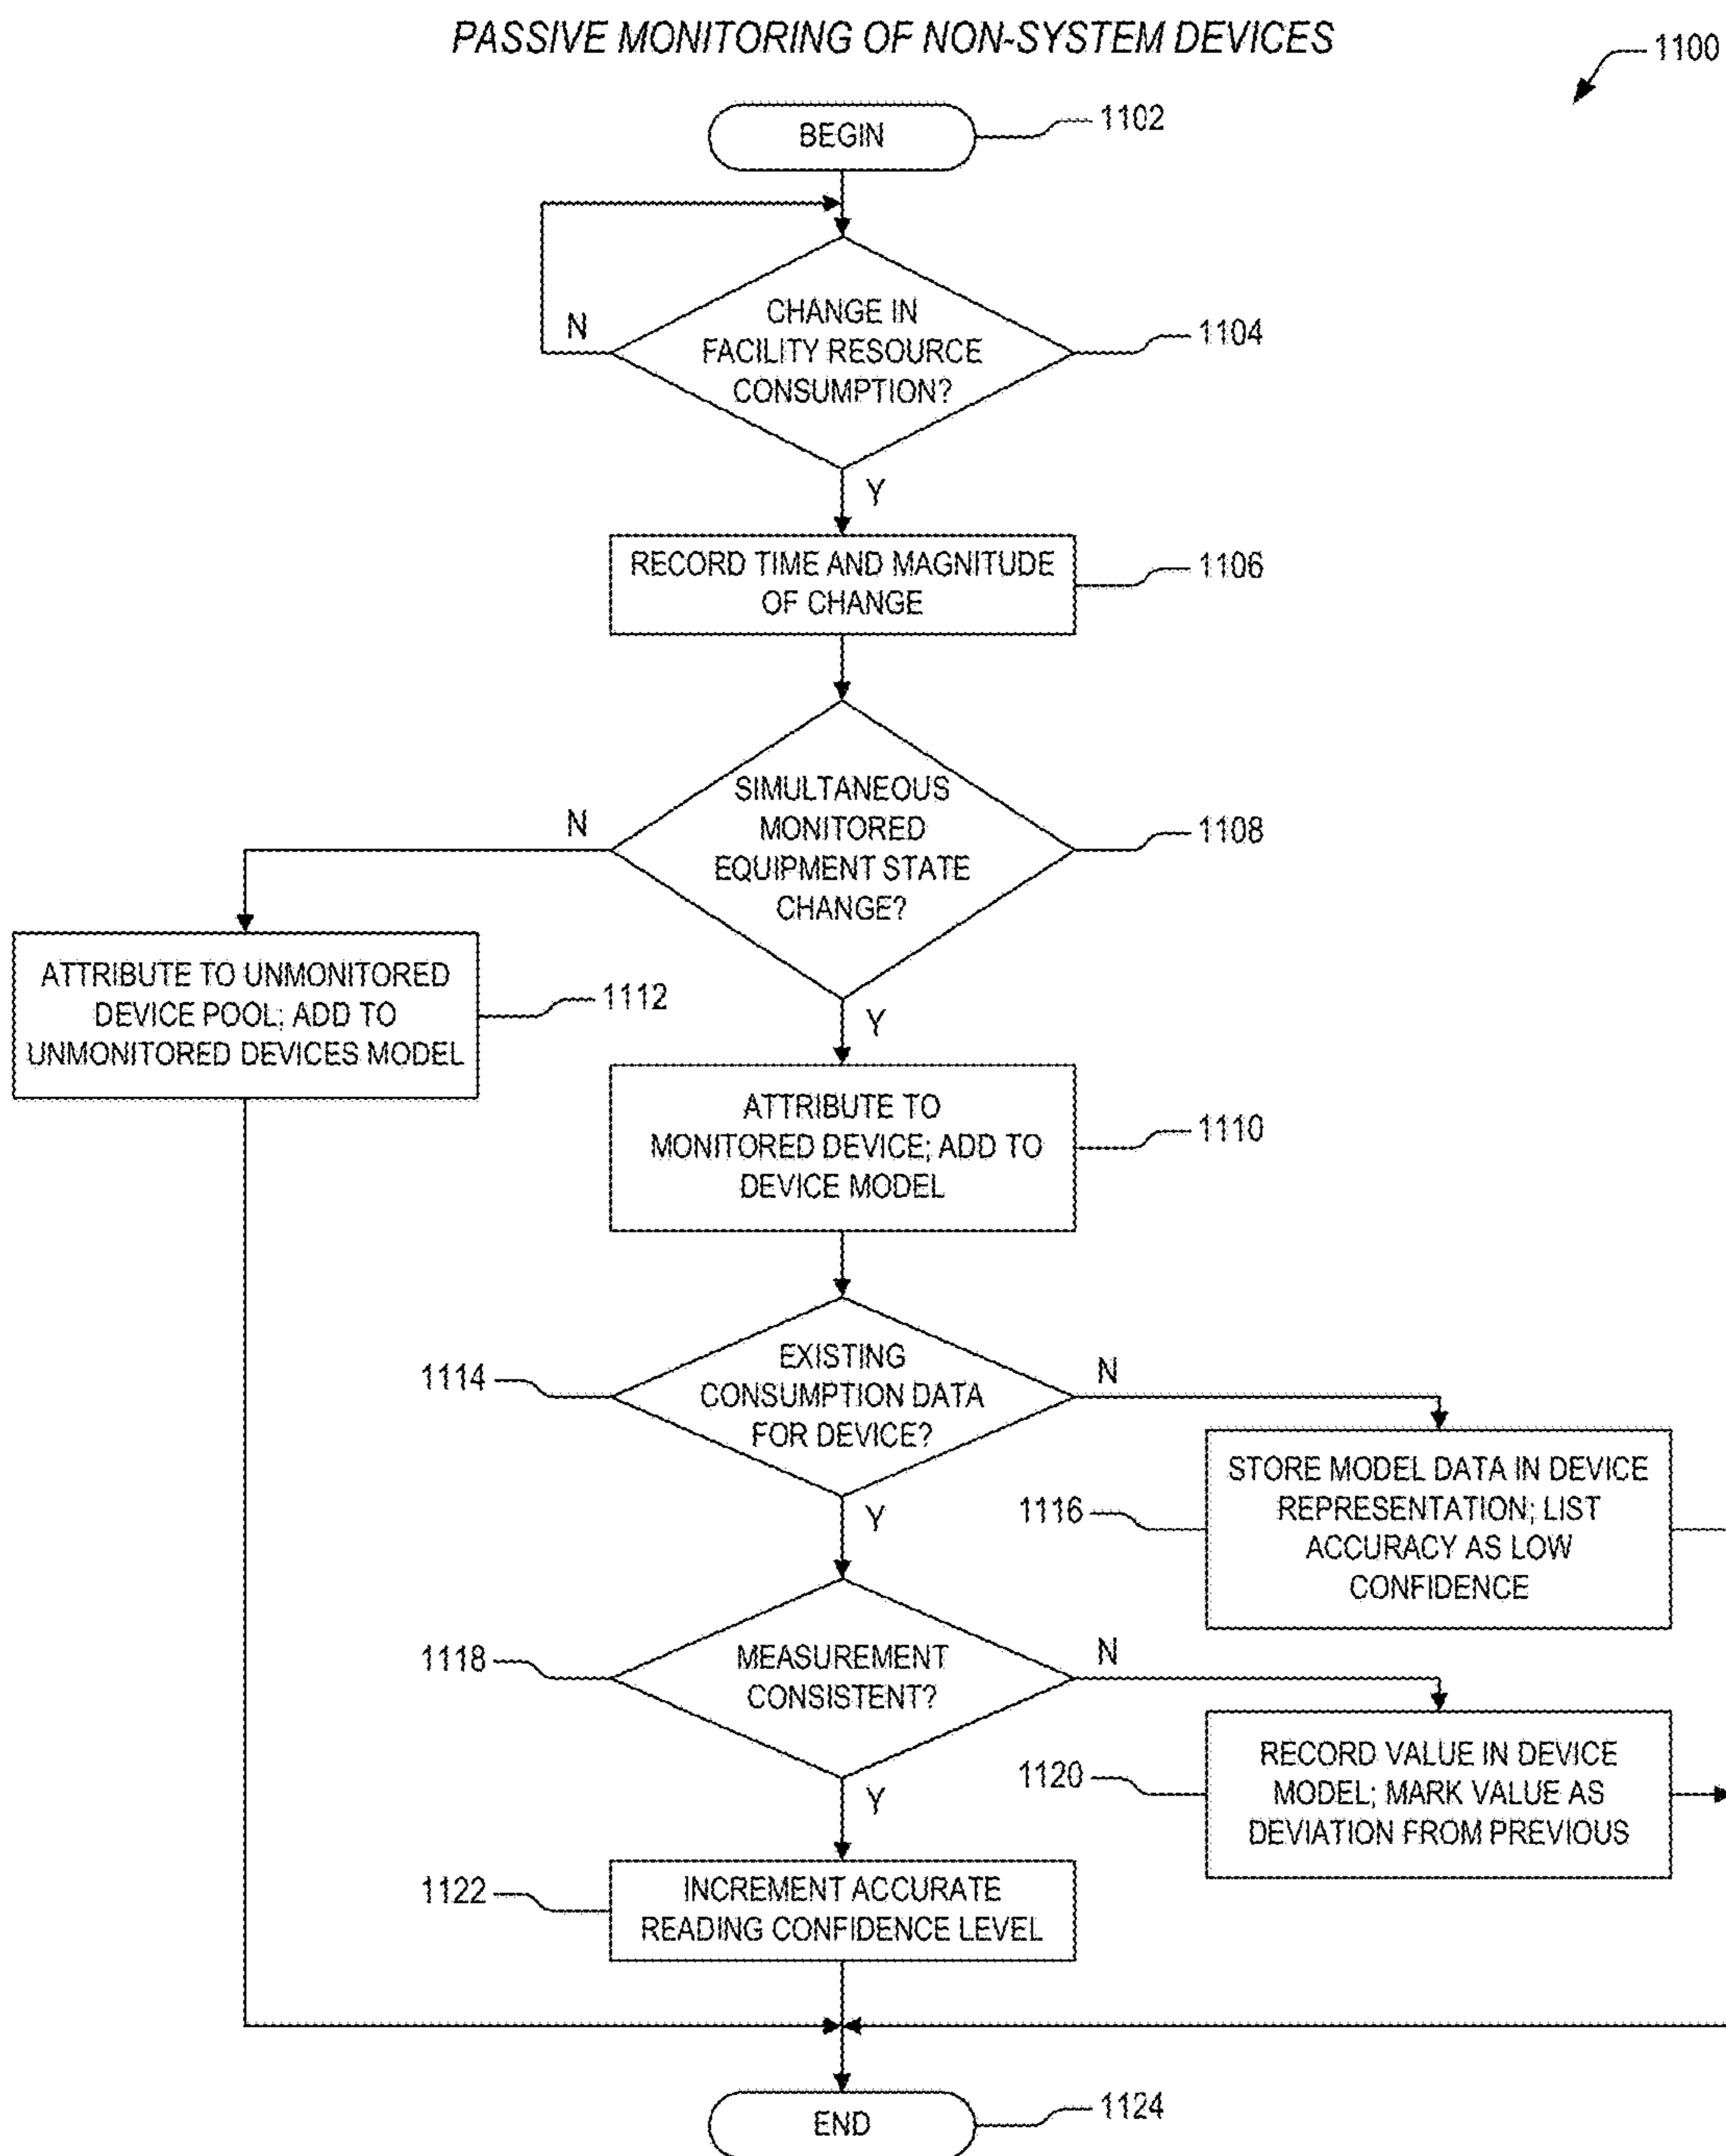 PASSIVE MONITORING OF NON-SYSTEM DEVICES
1100
BEGIN
1102
CHANGE IN
FACILITY RESOURCE
CONSUMPTION?
1104
N
Y
RECORD TIME AND MAGNITUDE
OF CHANGE
1106
SIMULTANEOUS
MONITORED
EQUIPMENT STATE
CHANGE?
1108
N
Y
ATTRIBUTE TO UNMONITORED
DEVICE POOL; ADD TO
UNMONITORED DEVICES MODEL
1112
ATTRIBUTE TO
MONITORED DEVICE; ADD TO
DEVICE MODEL
1110
1114
EXISTING
CONSUMPTION DATA
FOR DEVICE?
N
Y
1116
STORE MODEL DATA IN DEVICE
REPRESENTATION; LIST
ACCURACY AS LOW
CONFIDENCE
1118
MEASUREMENT
CONSISTENT?
N
Y
1120
RECORD VALUE IN DEVICE
MODEL; MARK VALUE AS
DEVIATION FROM PREVIOUS
1122
INCREMENT ACCURATE
READING CONFIDENCE LEVEL
END
1124